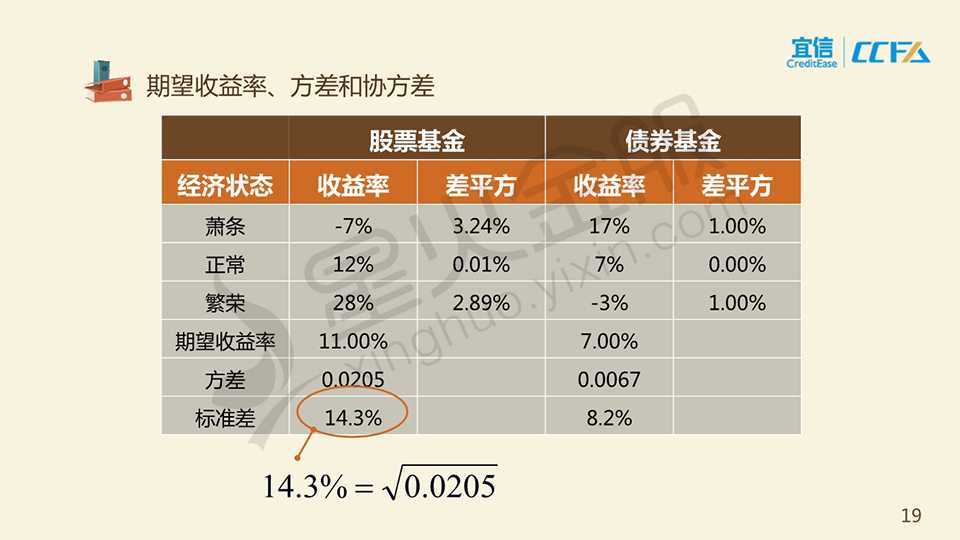 宜信 CCFA
CreditEase
期望收益率、方差和协方差
股票基金 债券基金
经济状态 收益率 差平方 收益率 差平方
萧条 -7% 3.24% 17% 1.00%
正常 12% 0.01% 7% 0.00%
繁荣 28% 2.89% -3% 1.00%
期望收益率 11.00% 7.00%
方差 0.0205 0.0067
标准差 14.3% 8.2%
14.3% = √0.0205
星火金服
xinghuo.yixin.com
19